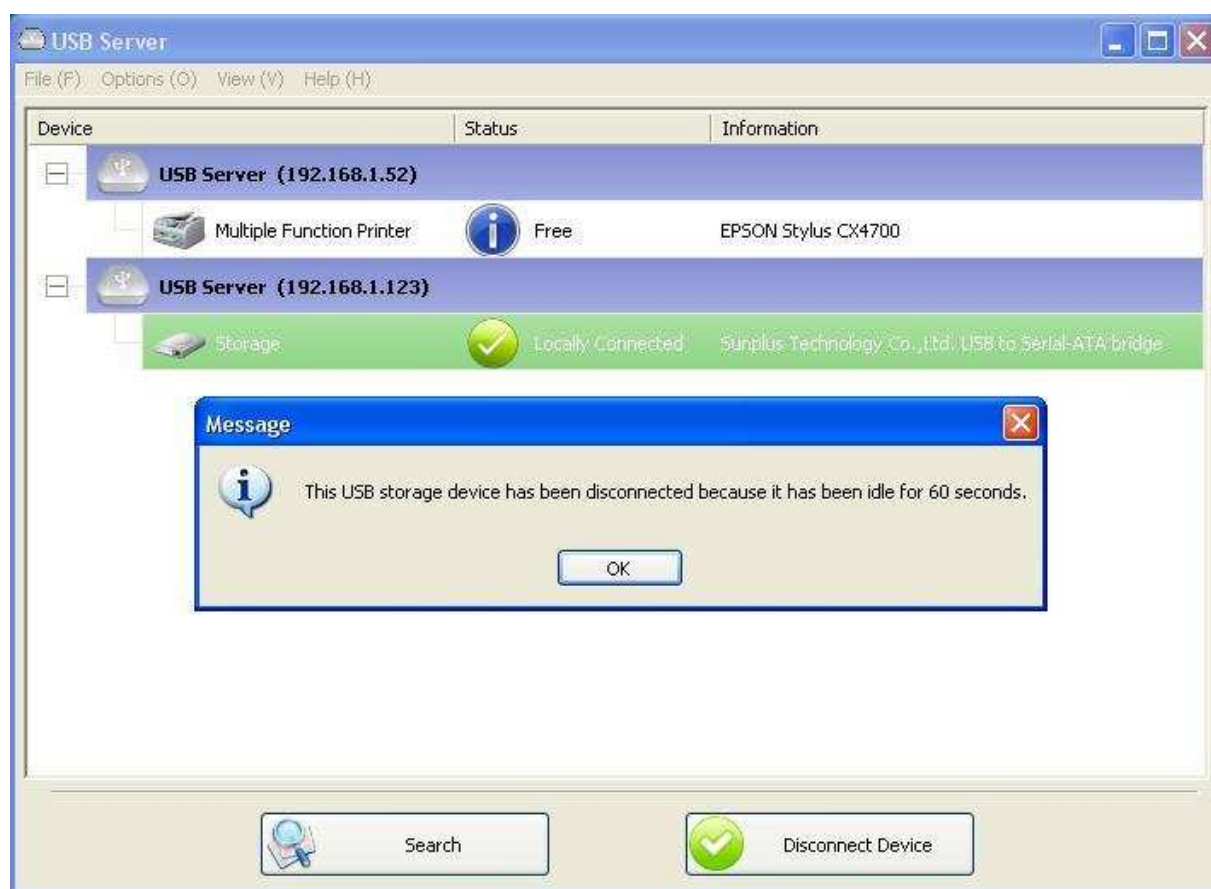 USB Server
File (F) Options (O) View (V) Help (H)
Device Status Information
USB Server (192.168.1.52)
Multiple Function Printer Free EPSON Stylus CX4700
USB Server (192.168.1.123)
Storage Locally Connected Sunplus Technology Co.,Ltd. USB to Serial-ATA bridge
Message
This USB storage device has been disconnected because it has been idle for 60 seconds.
OK
Search Disconnect Device